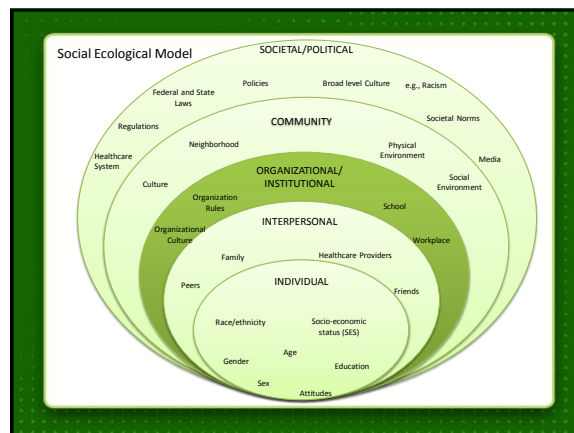 Social Ecological Model
SOCIETAL/POLITICAL
Policies
Broad level Culture
e.g., Racism
Federal and State
Laws
Regulations
Societal Norms
Healthcare
System
Media
COMMUNITY
Neighborhood
Physical
Environment
Culture
Social
Environment
ORGANIZATIONAL/
INSTITUTIONAL
Organization
Rules
School
Organizational
Culture
Workplace
INTERPERSONAL
Family
Healthcare Providers
Peers
Friends
INDIVIDUAL
Race/ethnicity
Socio-economic
status (SES)
Age
Gender
Education
Sex
Attitudes